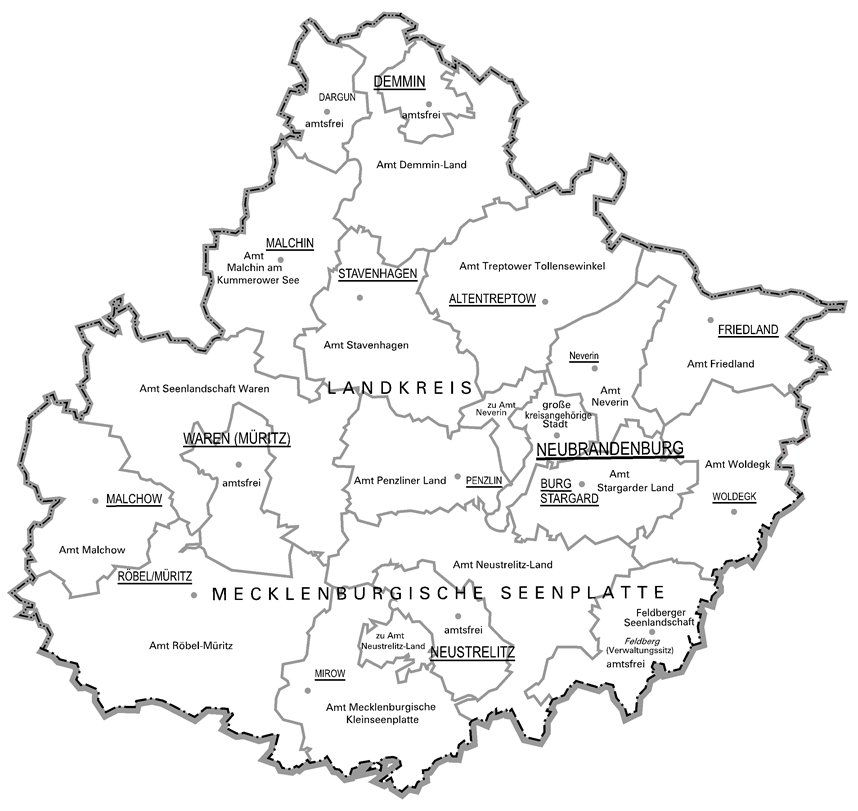 DEMMIN
DARGUN
amtsfrei
amtsfrei
Amt Demmin-Land
MALCHIN
Amt
Malchin am
Kummerower See
STAVENHAGEN
Amt Stavenhagen
Amt Treptower Tollensewinkel
ALTENTREPTOW
FRIEDLAND
Amt Friedland
Neverin
Amt
Neverin
Amt Seenlandschaft Waren
LANDKREIS
zu Amt
Neverin
große
kreisangehörige
Stadt
NEUBRANDENBURG
WAREN (MÜRITZ)
amtsfrei
Amt Penzliner Land
PENZLIN
BURG
STARGARD
Amt
Stargarder Land
Amt Woldegk
WOLDEGK
MALCHOW
Amt Malchow
RÖBEL/MÜRITZ
Amt Neustrelitz-Land
MECKLENBURGISCHE SEENPLATTE
Amt Röbel-Müritz
zu Amt
Neustrelitz-Land
amtsfrei
NEUSTRELITZ
Feldberger
Seenlandschaft
Feldberg
(Verwaltungssitz)
amtsfrei
MIROW
Amt Mecklenburgische
Kleinseenplatte